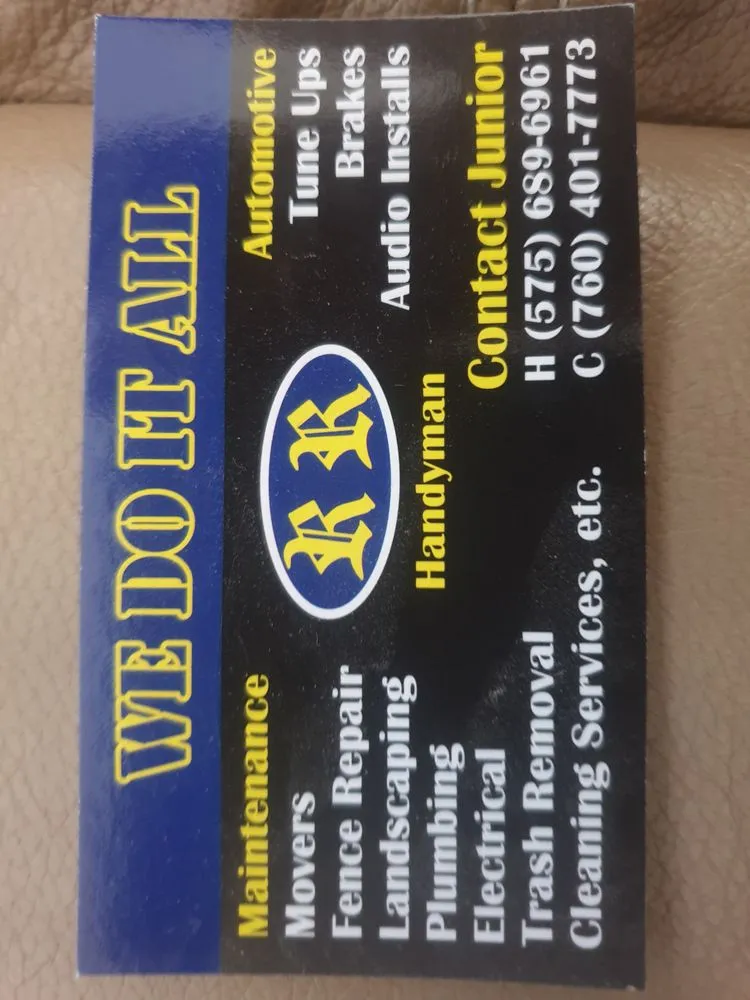 WE DO IT ALL
Maintenance
Movers
Fence Repair
Landscaping
Plumbing
Electrical
Trash Removal
Cleaning Services, etc.
R R
Handyman
Automotive
Tune Ups
Brakes
Audio Installs
Contact Junior
H (575) 689-6961
C (760) 401-7773